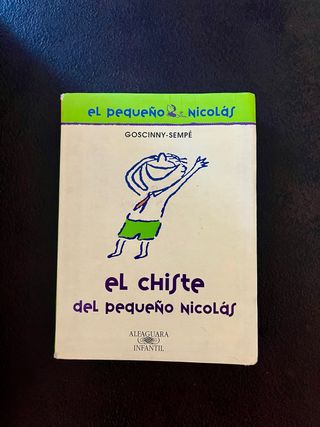 el pequeño Nicolás
GOSCINNY-SEMPÉ
el chiste
del pequeño Nicolás
ALFAGUARA
INFANTIL